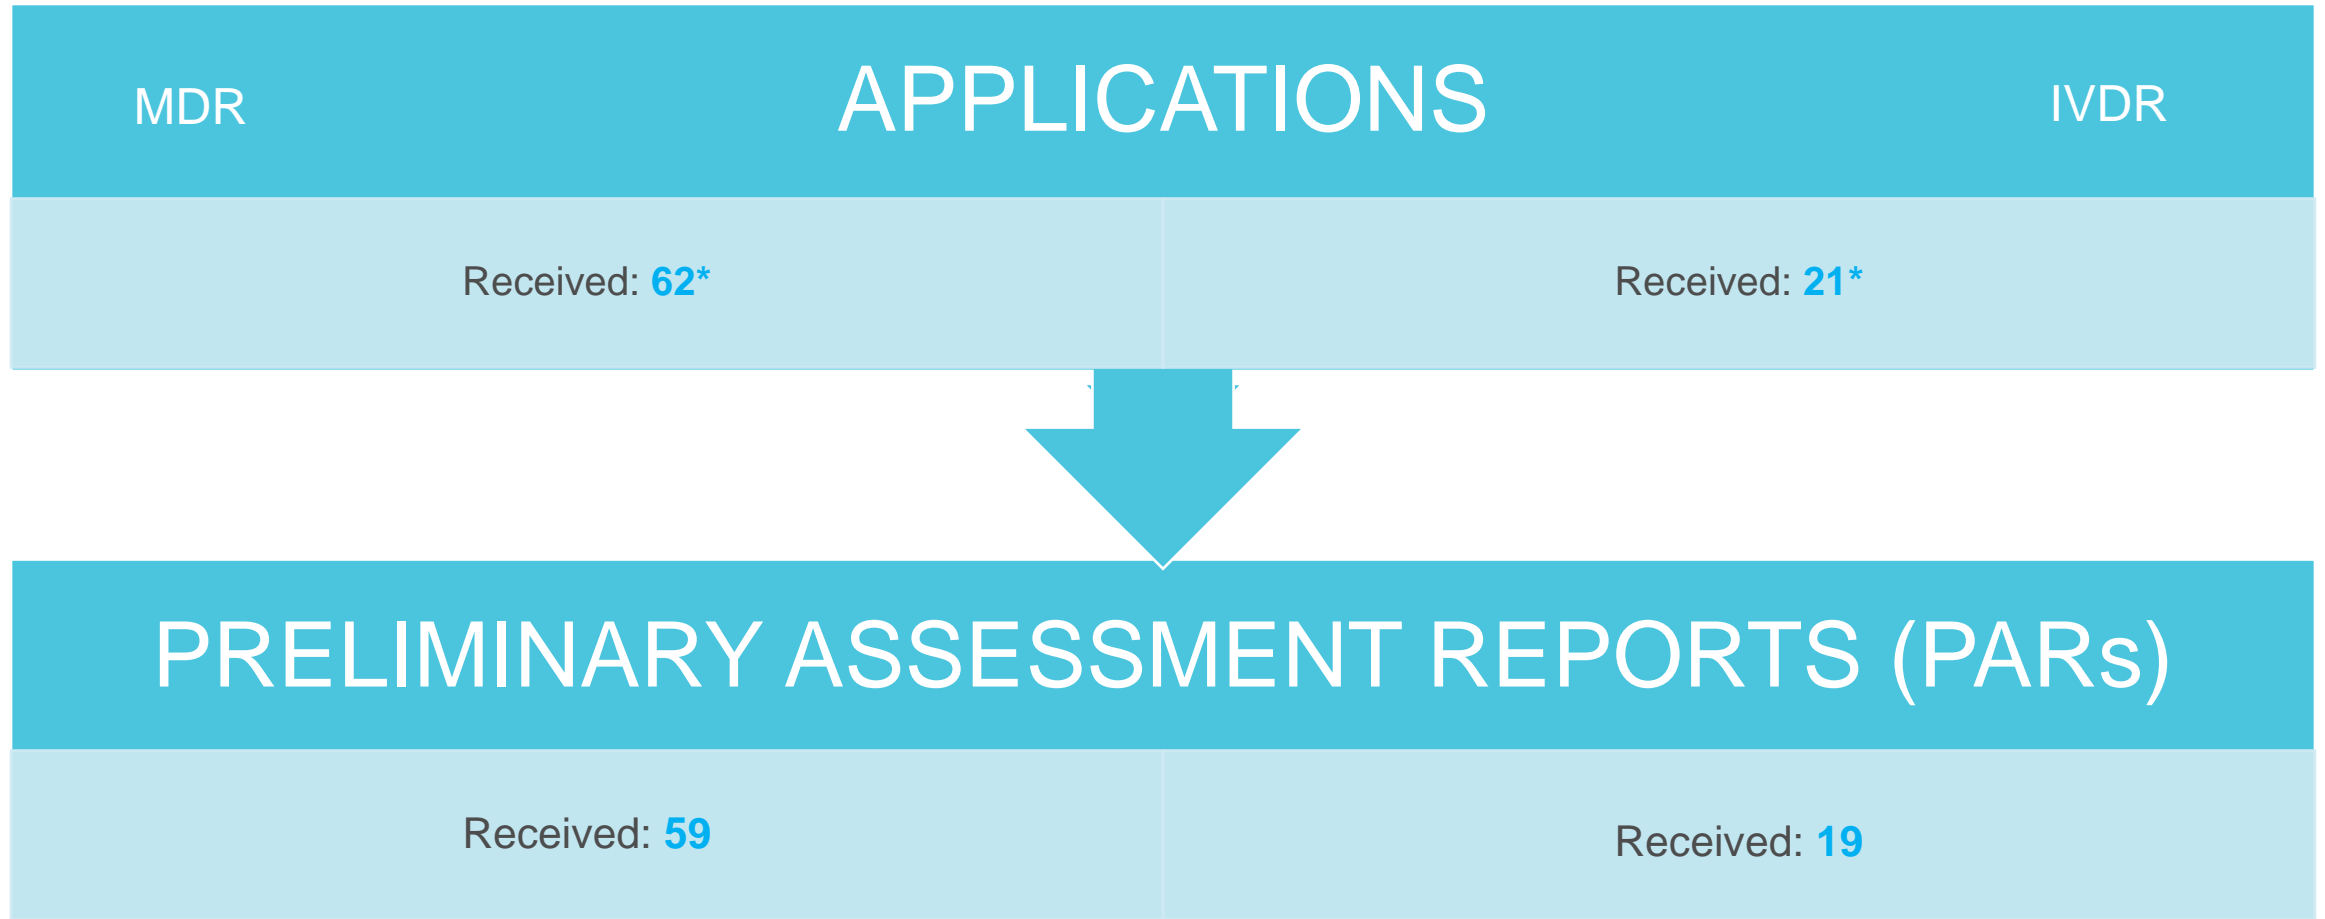 MDR
APPLICATIONS
IVDR
Received: 62*
Received: 21*
PRELIMINARY ASSESSMENT REPORTS (PARs)
Received: 59
Received: 19